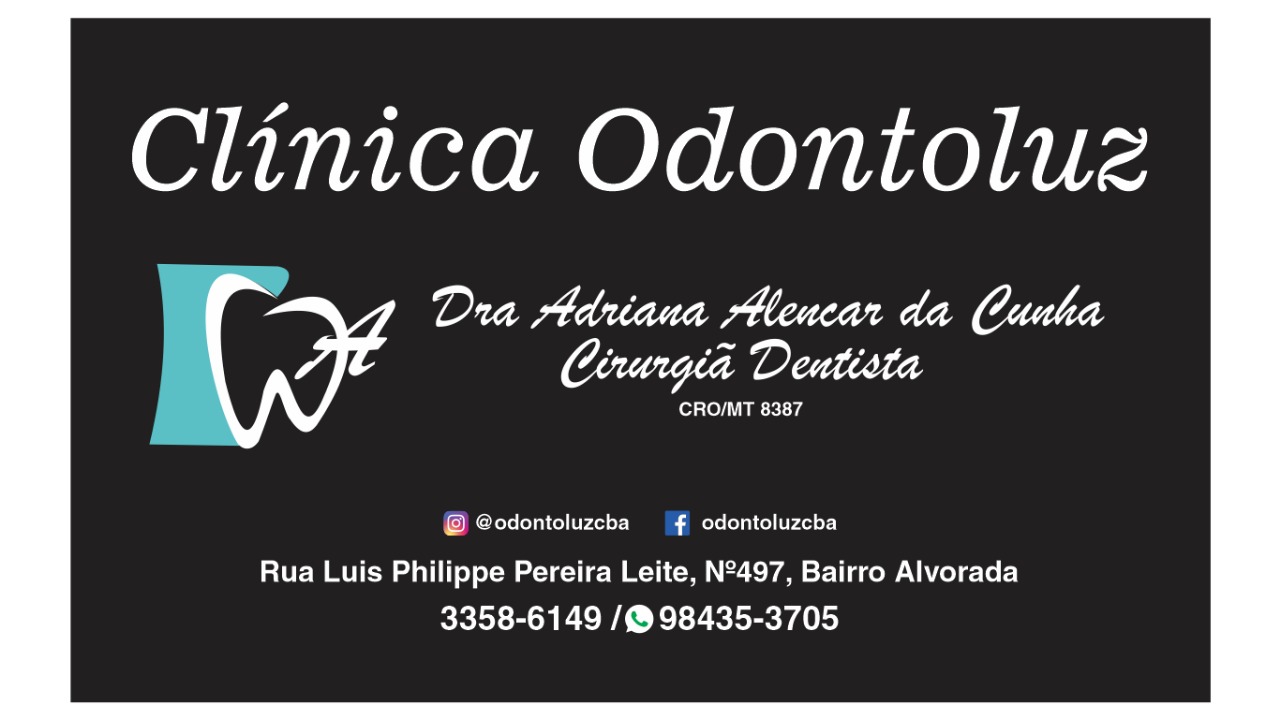 Clínica Odontoluz
A
Dra Adriana Alencar da Cunha
Cirurgiã Dentista
CRO/MT 8387
@odontoluzcba odontoluzcba
Rua Luis Philippe Pereira Leite, Nº497, Bairro Alvorada
3358-6149 / 98435-3705